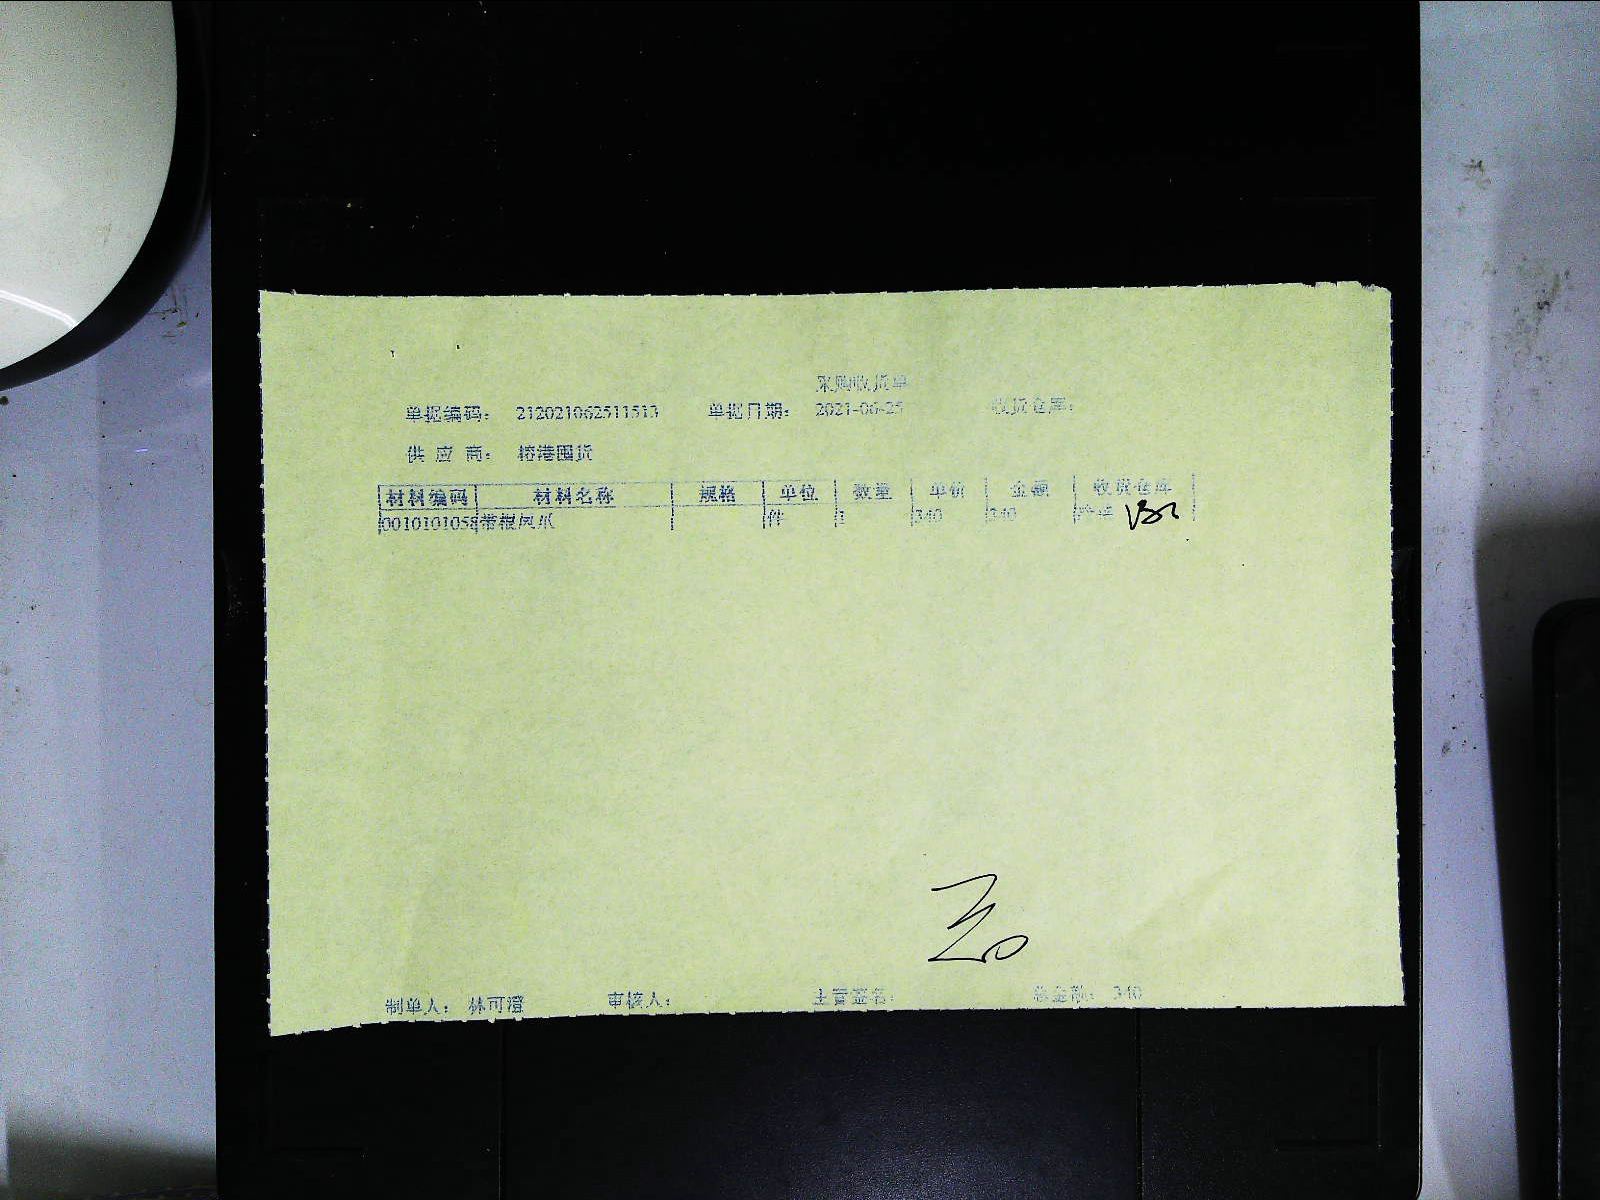 采购收货单
单据编码： 212021062511513 单据日期： 2021-06-25 收货仓库：
供 应 商： 榕港囤货
材料编码 材料名称 规格 单位 数量 单价 金额 收货仓库
0010101058 带根凤爪 件 1 340 340
制单人： 林可澄 审核人： 主管签名： 总金额： 340